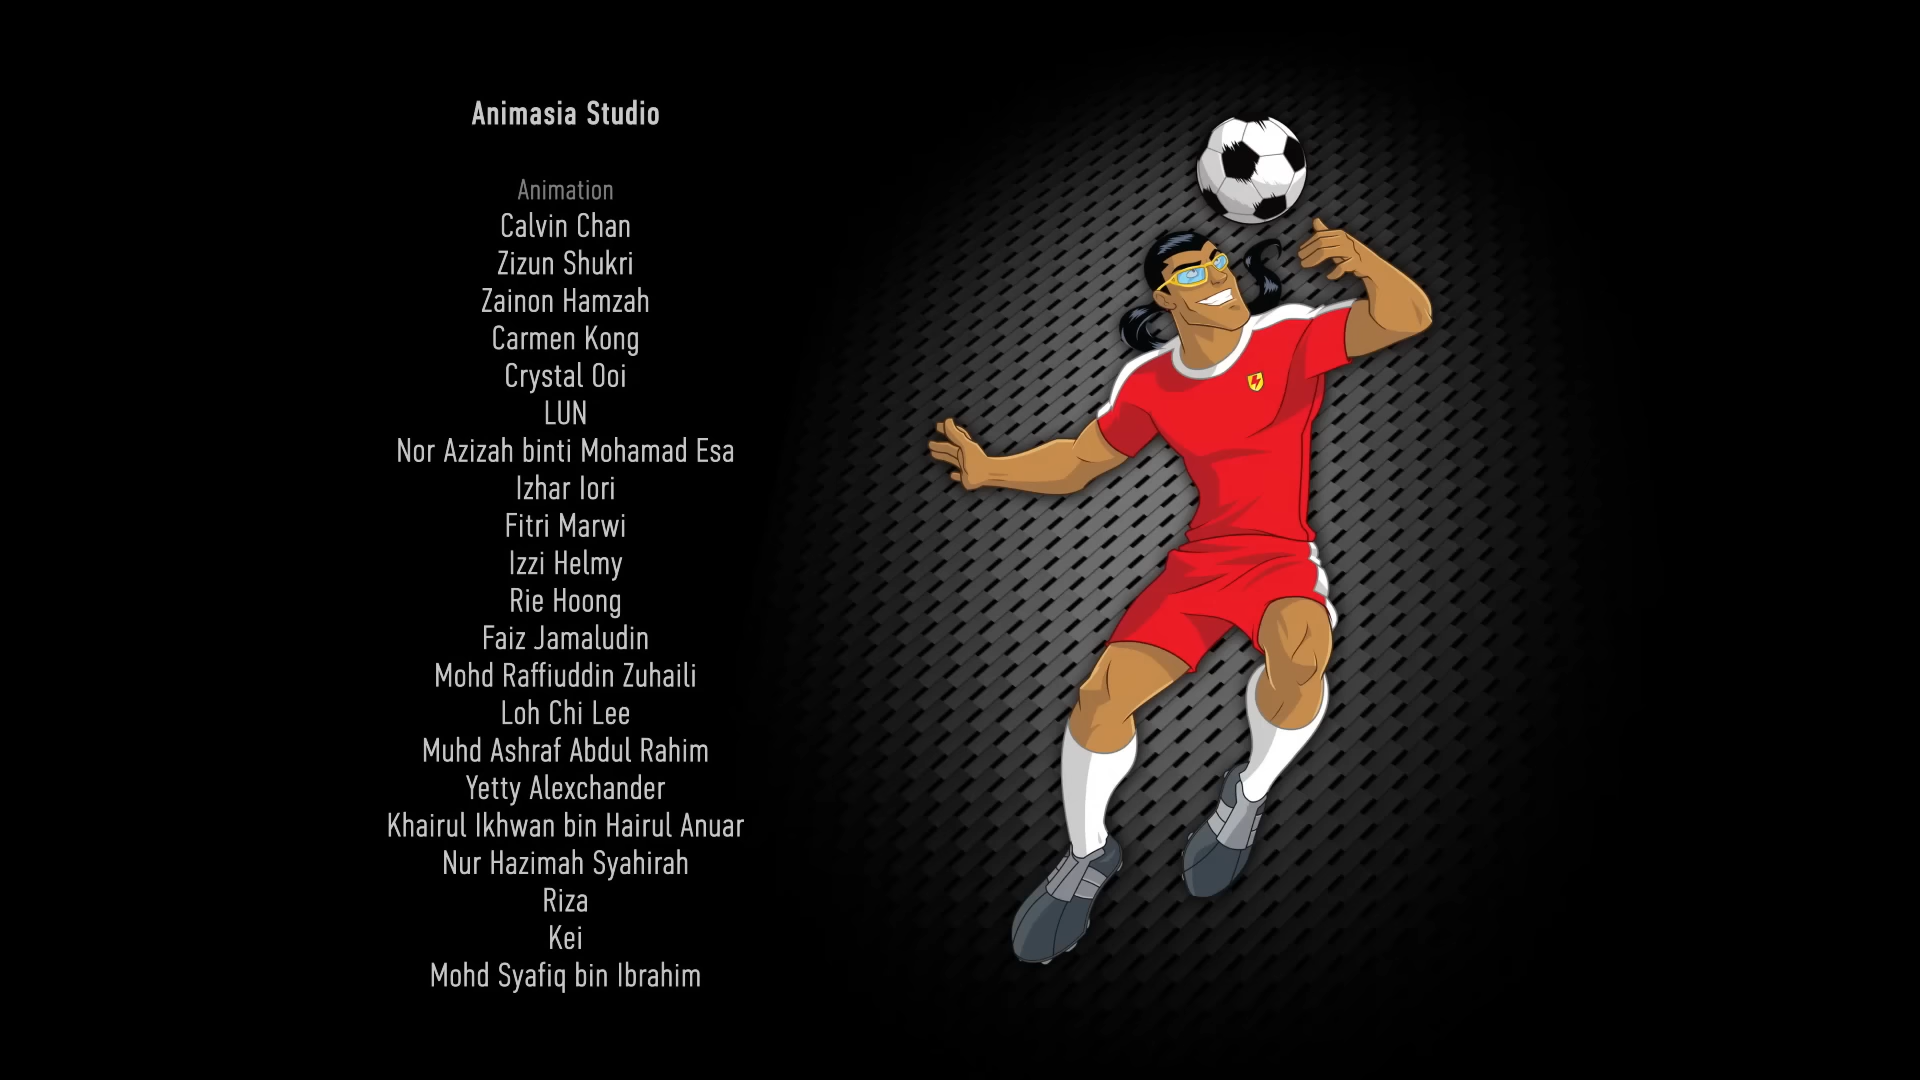 Animasia Studio
Animation
Calvin Chan
Zizun Shukri
Zainon Hamzah
Carmen Kong
Crystal Ooi
LUN
Nor Azizah binti Mohamad Esa
Izhar Iori
Fitri Marwi
Izzi Helmy
Rie Hoong
Faiz Jamaludin
Mohd Raffiuddin Zuhaili
Loh Chi Lee
Muhd Ashraf Abdul Rahim
Yetty Alexchander
Khairul Ikhwan bin Hairul Anuar
Nur Hazimah Syahirah
Riza
Kei
Mohd Syafiq bin Ibrahim